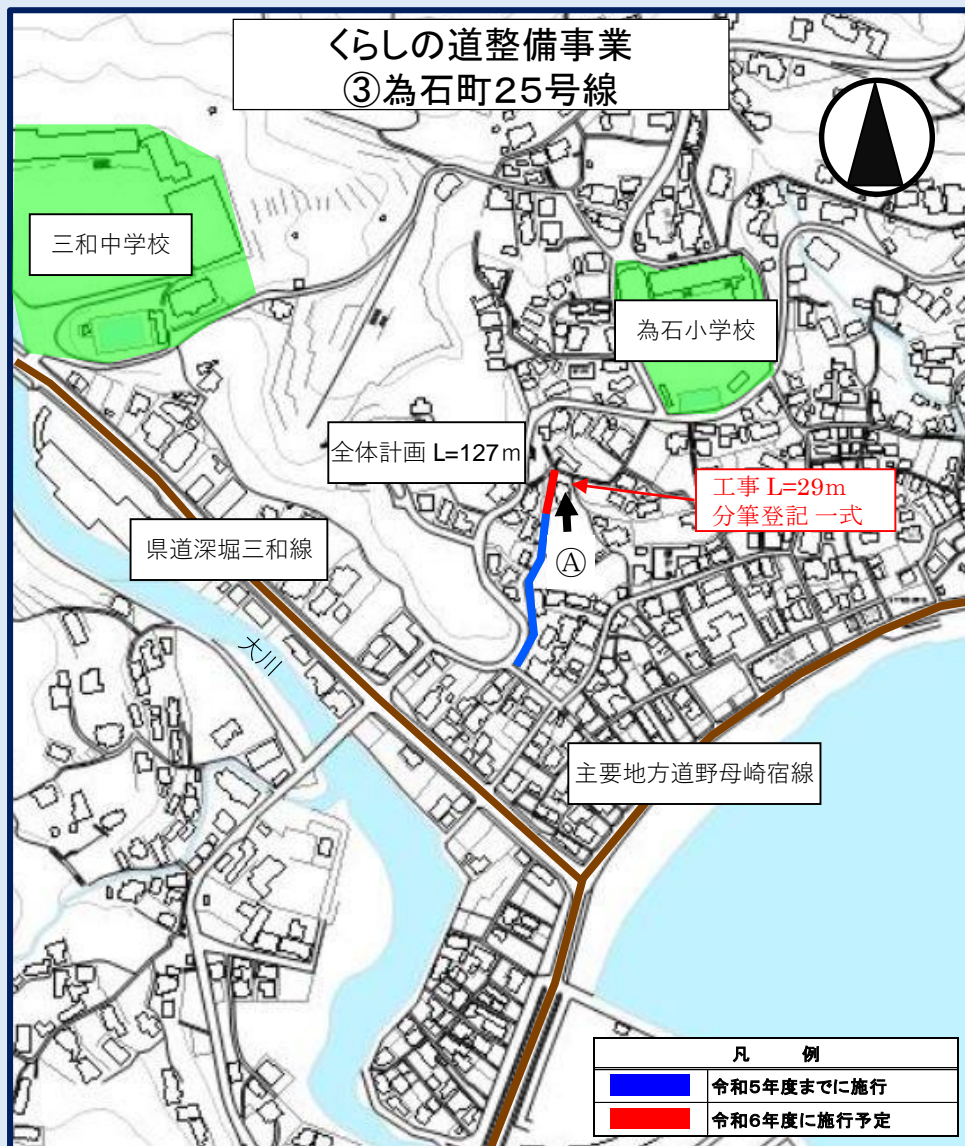 くらしの道整備事業
③為石町25号線
三和中学校
為石小学校
全体計画 L=127m
工事 L=29m
分筆登記 一式
県道深堀三和線
Ⓐ
大川
主要地方道野母崎宿線
凡 例
令和5年度までに施行
令和6年度に施行予定